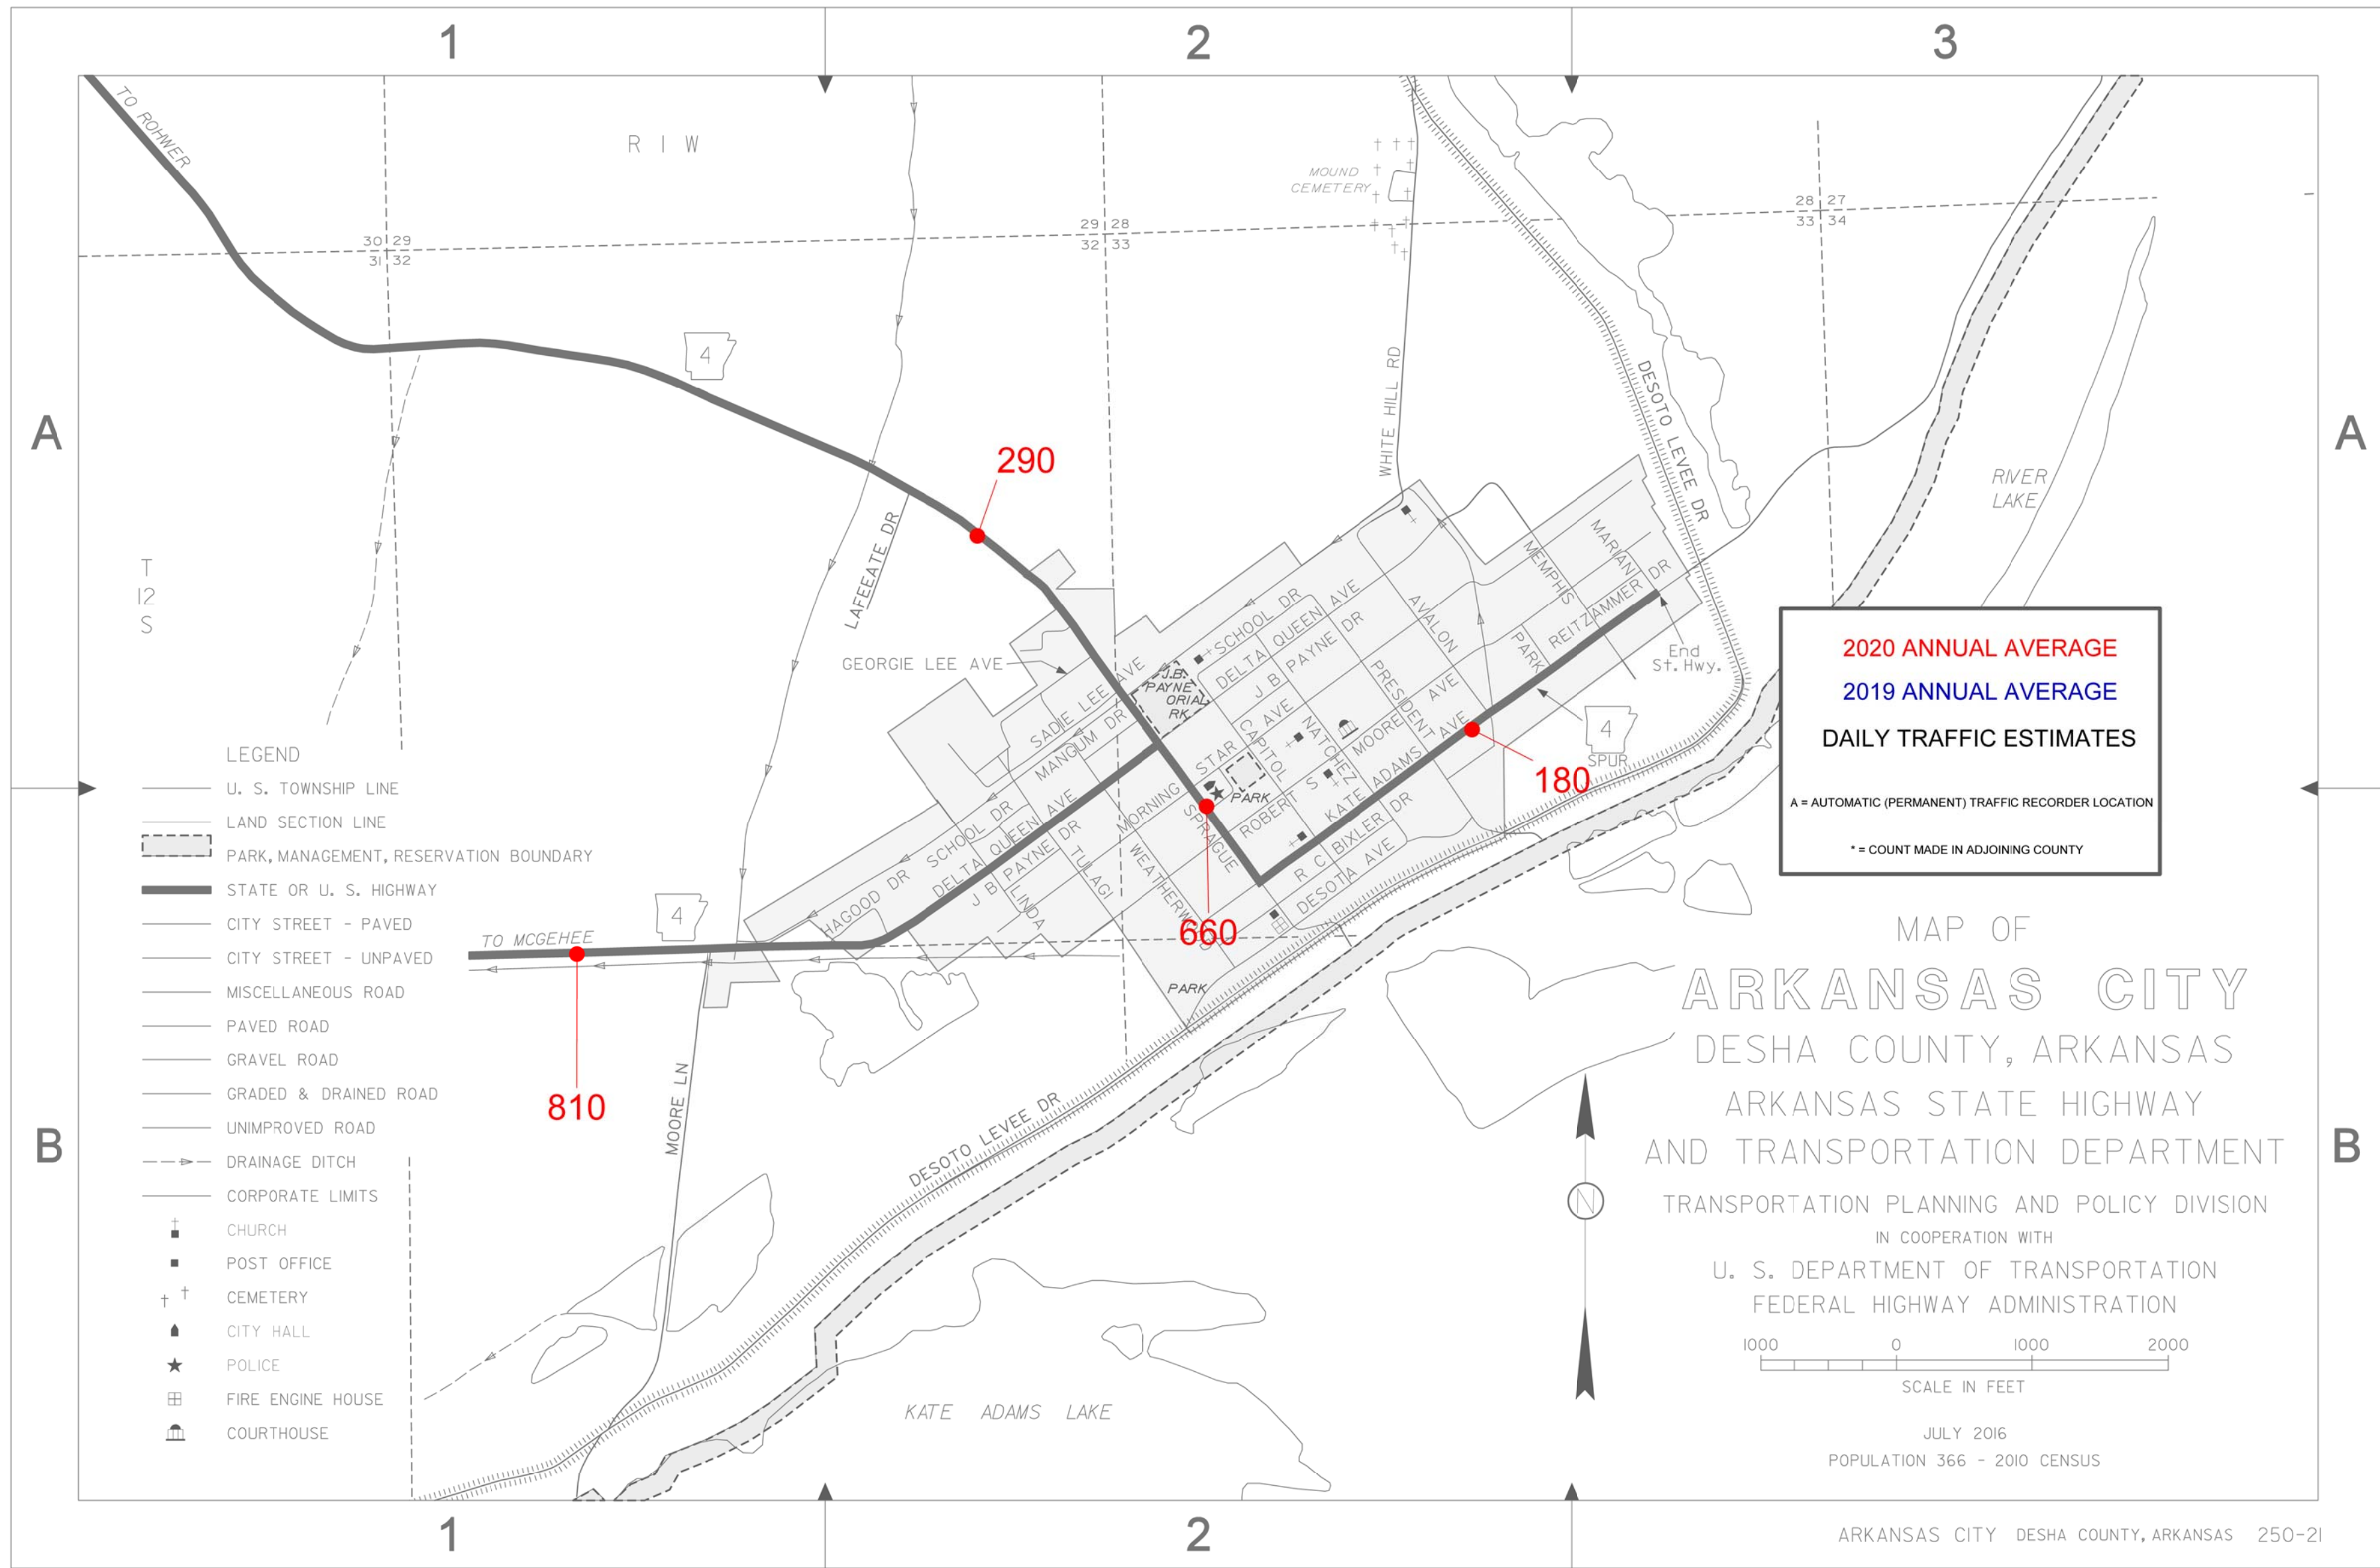 1
2
3
TO ROHWER
R I W
MOUND
CEMETERY
30 29
31 32
29 28
32 33
28 27
33 34
4
A
A
290
WHITE HILL RD
DESOTO LEVEE DR
RIVER
LAKE
LAFEEATE DR
T
12
S
GEORGIE LEE AVE
SADIE LEE AVE
MANGUM DR
J.B.
PAYNE
ORIAL
RK
SCHOOL DR
DELTA QUEEN AVE
J B PAYNE DR
AVALON
MEMPHIS
MARIAN
REITZAMMER DR
PARK
End
St. Hwy.
PRESIDENT
STAR C AVE
CAPITOL
NATCHEZ
ROBERT S MOORE AVE
KATE ADAMS AVE
R C BIXLER DR
DESOTA AVE
MORNING
SPRAGUE
PARK
4
SPUR
180
HAGOOD DR
SCHOOL DR
DELTA QUEEN AVE
J B PAYNE DR
LINDA
TULAGI
660
PARK
4
TO MCGEHEE
810
MOORE LN
DESOTO LEVEE DR
KATE ADAMS LAKE
LEGEND
U. S. TOWNSHIP LINE
LAND SECTION LINE
PARK, MANAGEMENT, RESERVATION BOUNDARY
STATE OR U. S. HIGHWAY
CITY STREET - PAVED
CITY STREET - UNPAVED
MISCELLANEOUS ROAD
PAVED ROAD
GRAVEL ROAD
GRADED & DRAINED ROAD
UNIMPROVED ROAD
DRAINAGE DITCH
CORPORATE LIMITS
CHURCH
POST OFFICE
CEMETERY
CITY HALL
POLICE
FIRE ENGINE HOUSE
COURTHOUSE
2020 ANNUAL AVERAGE
2019 ANNUAL AVERAGE
DAILY TRAFFIC ESTIMATES
A = AUTOMATIC (PERMANENT) TRAFFIC RECORDER LOCATION
* = COUNT MADE IN ADJOINING COUNTY
MAP OF
ARKANSAS CITY
DESHA COUNTY, ARKANSAS
ARKANSAS STATE HIGHWAY
AND TRANSPORTATION DEPARTMENT
TRANSPORTATION PLANNING AND POLICY DIVISION
IN COOPERATION WITH
U. S. DEPARTMENT OF TRANSPORTATION
FEDERAL HIGHWAY ADMINISTRATION
N
1000 0 1000 2000
SCALE IN FEET
JULY 2016
POPULATION 366 - 2010 CENSUS
B
B
1
2
ARKANSAS CITY DESHA COUNTY, ARKANSAS 250-21